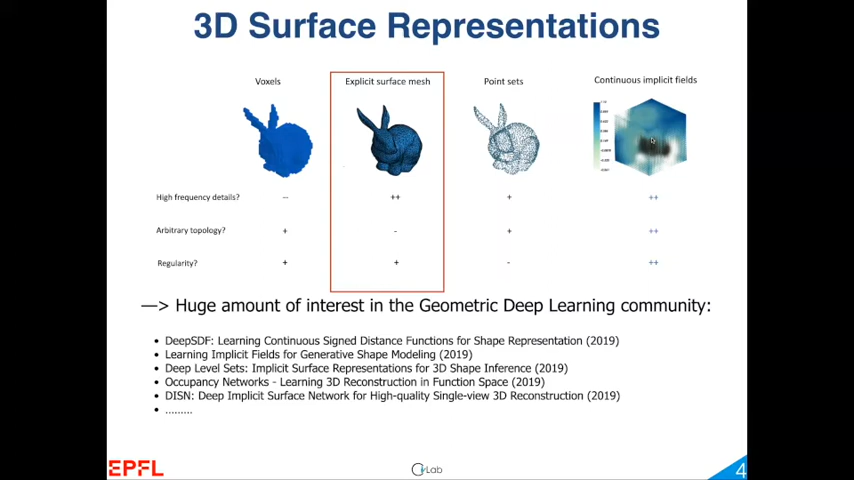 3D Surface Representations
Voxels Explicit surface mesh Point sets Continuous implicit fields
High frequency details? -- ++ + ++
Arbitrary topology? + - + ++
Regularity? + + - ++
—> Huge amount of interest in the Geometric Deep Learning community:
• DeepSDF: Learning Continuous Signed Distance Functions for Shape Representation (2019)
• Learning Implicit Fields for Generative Shape Modeling (2019)
• Deep Level Sets: Implicit Surface Representations for 3D Shape Inference (2019)
• Occupancy Networks - Learning 3D Reconstruction in Function Space (2019)
• DISN: Deep Implicit Surface Network for High-quality Single-view 3D Reconstruction (2019)
• .........
EPFL
Lab
4